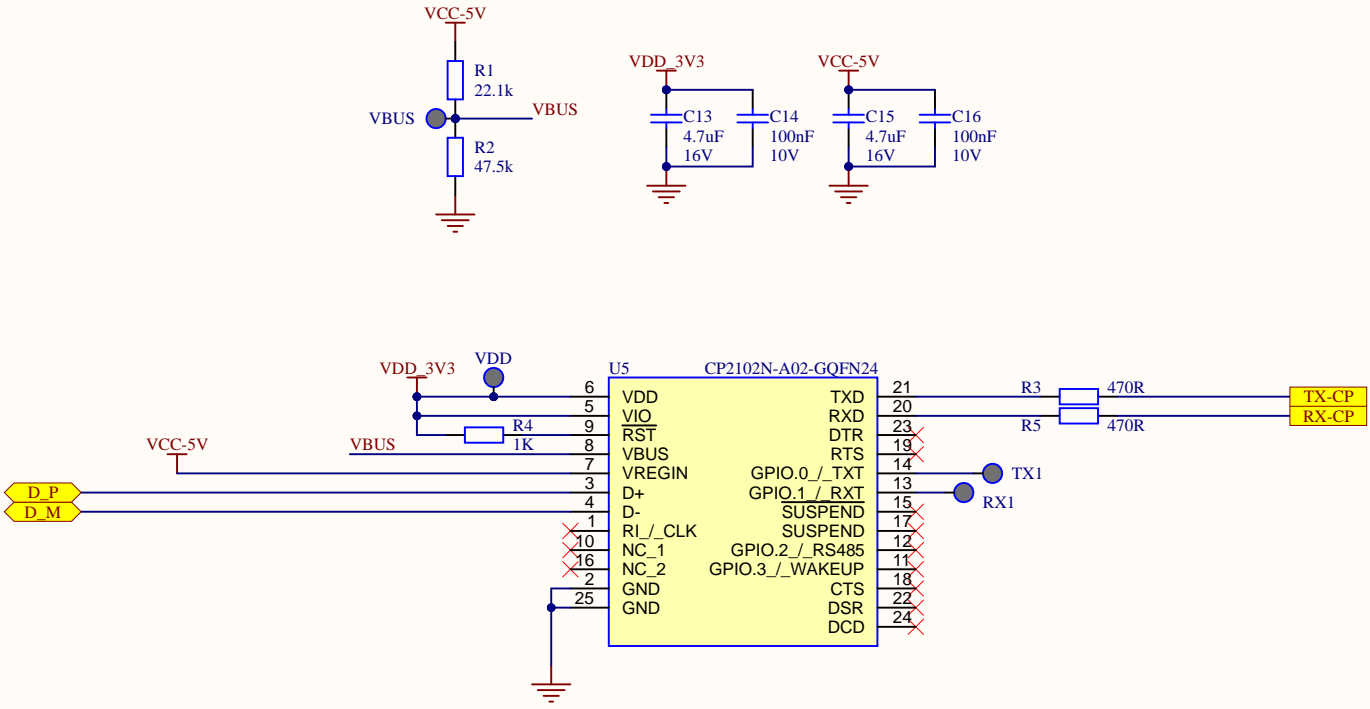 VCC-5V
R1
22.1k
VBUS
VBUS
R2
47.5k
VDD_3V3
C13
4.7uF
16V
C14
100nF
10V
VCC-5V
C15
4.7uF
16V
C16
100nF
10V
VDD_3V3
VDD
R4
1K
VCC-5V
VBUS
D_P
D_M
U5
CP2102N-A02-GQFN24
6 VDD
5 VIO
9 RST
8 VBUS
7 VREGIN
3 D+
4 D-
1 RI_/_CLK
10 NC_1
16 NC_2
2 GND
25 GND
TXD 21
RXD 20
DTR 23
RTS 19
GPIO.0_/_TXT 14
GPIO.1_/_RXT 13
SUSPEND 15
SUSPEND 17
GPIO.2_/_RS485 12
GPIO.3_/_WAKEUP 11
CTS 18
DSR 22
DCD 24
R3 470R
R5 470R
TX-CP
RX-CP
TX1
RX1